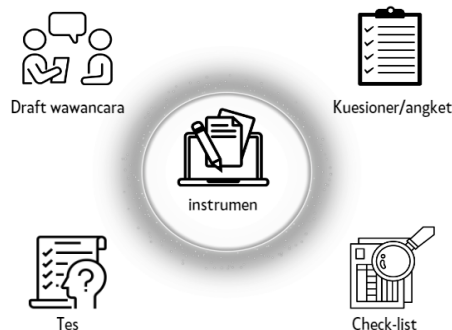 Draft wawancara
Kuesioner/angket
instrumen
Tes
Check-list